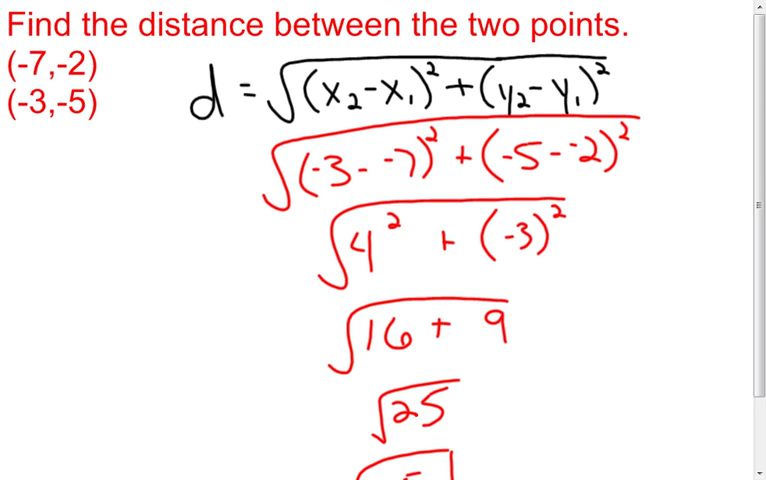 Find the distance between the two points.
(-7,-2)
(-3,-5)
d = √(x₂-x₁)² + (y₂-y₁)²
√(-3--7)² + (-5--2)²
√4² + (-3)²
√16 + 9
√25